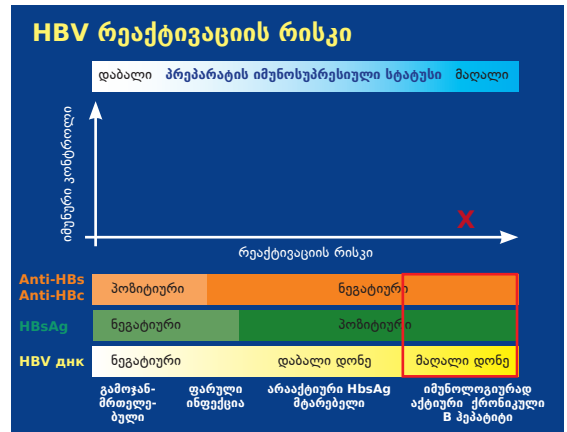 HBV რეაქტივაციის რისკი
დაბალი პრეპარატის იმუნოსუპრესიული სტატუსი მაღალი
იმუნური კონტროლი
X
რეაქტივაციის რისკი
Anti-HBs
Anti-HBc
პოზიტიური ნეგატიური
HBsAg ნეგატიური პოზიტიური
HBV днк ნეგატიური დაბალი დონე მაღალი დონე
გამოჯან-
მრთელე-
ბული
ფარული
ინფექცია
არააქტიური HbsAg
მტარებელი
იმუნოლოგიურად
აქტიური ქრონიკული
B ჰეპატიტი